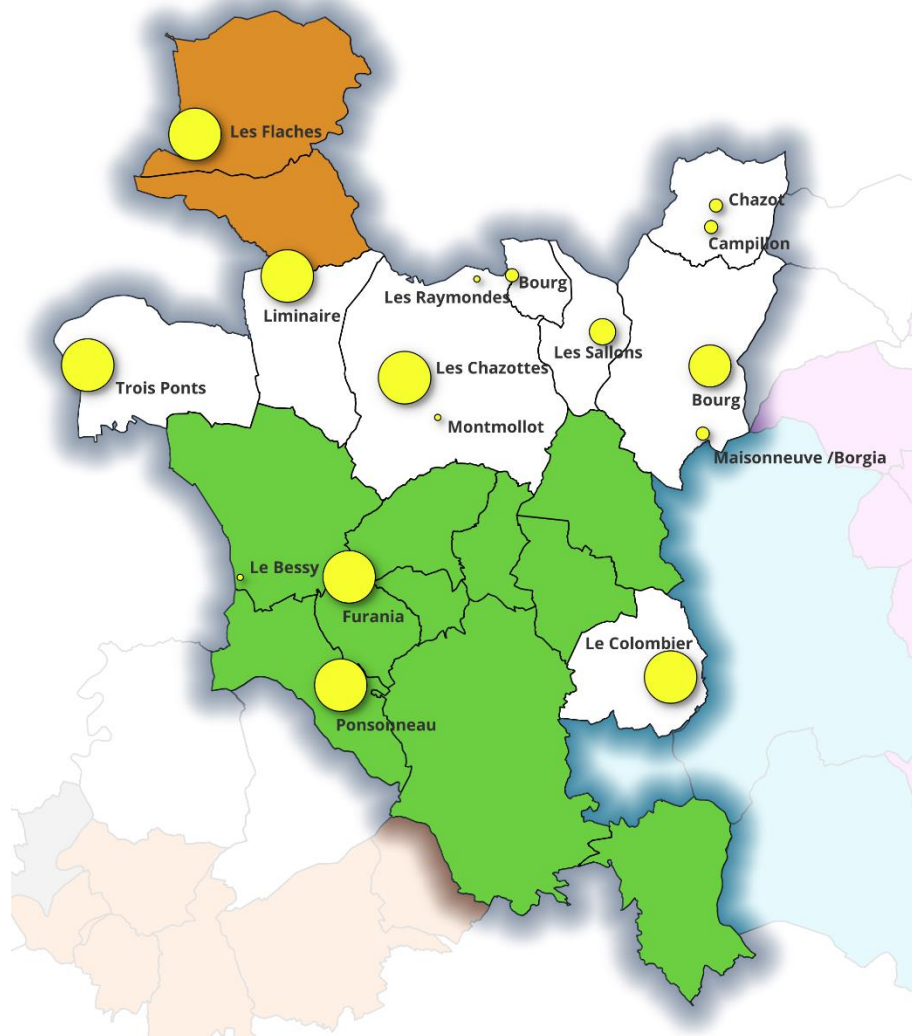 Les Flaches
Chazot
Campillon
Bourg
Les Raymondes
Liminaire
Les Sallons
Les Chazottes
Trois Ponts
Bourg
Montmollot
Maisonneuve /Borgia
Le Bessy
Furania
Le Colombier
Ponsonneau